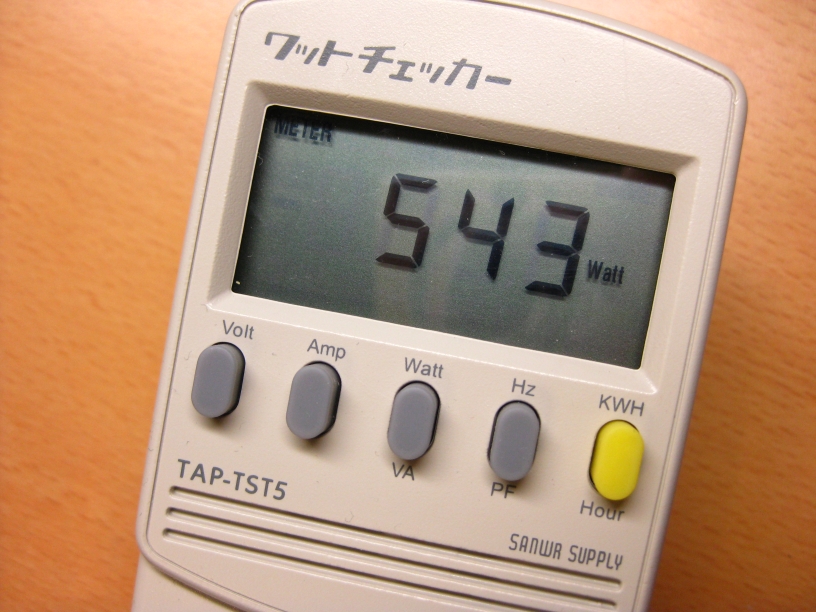 ワットチェッカー
METER
543 Watt
Volt Amp Watt Hz KWH
VA PF Hour
TAP-TST5
SANWA SUPPLY